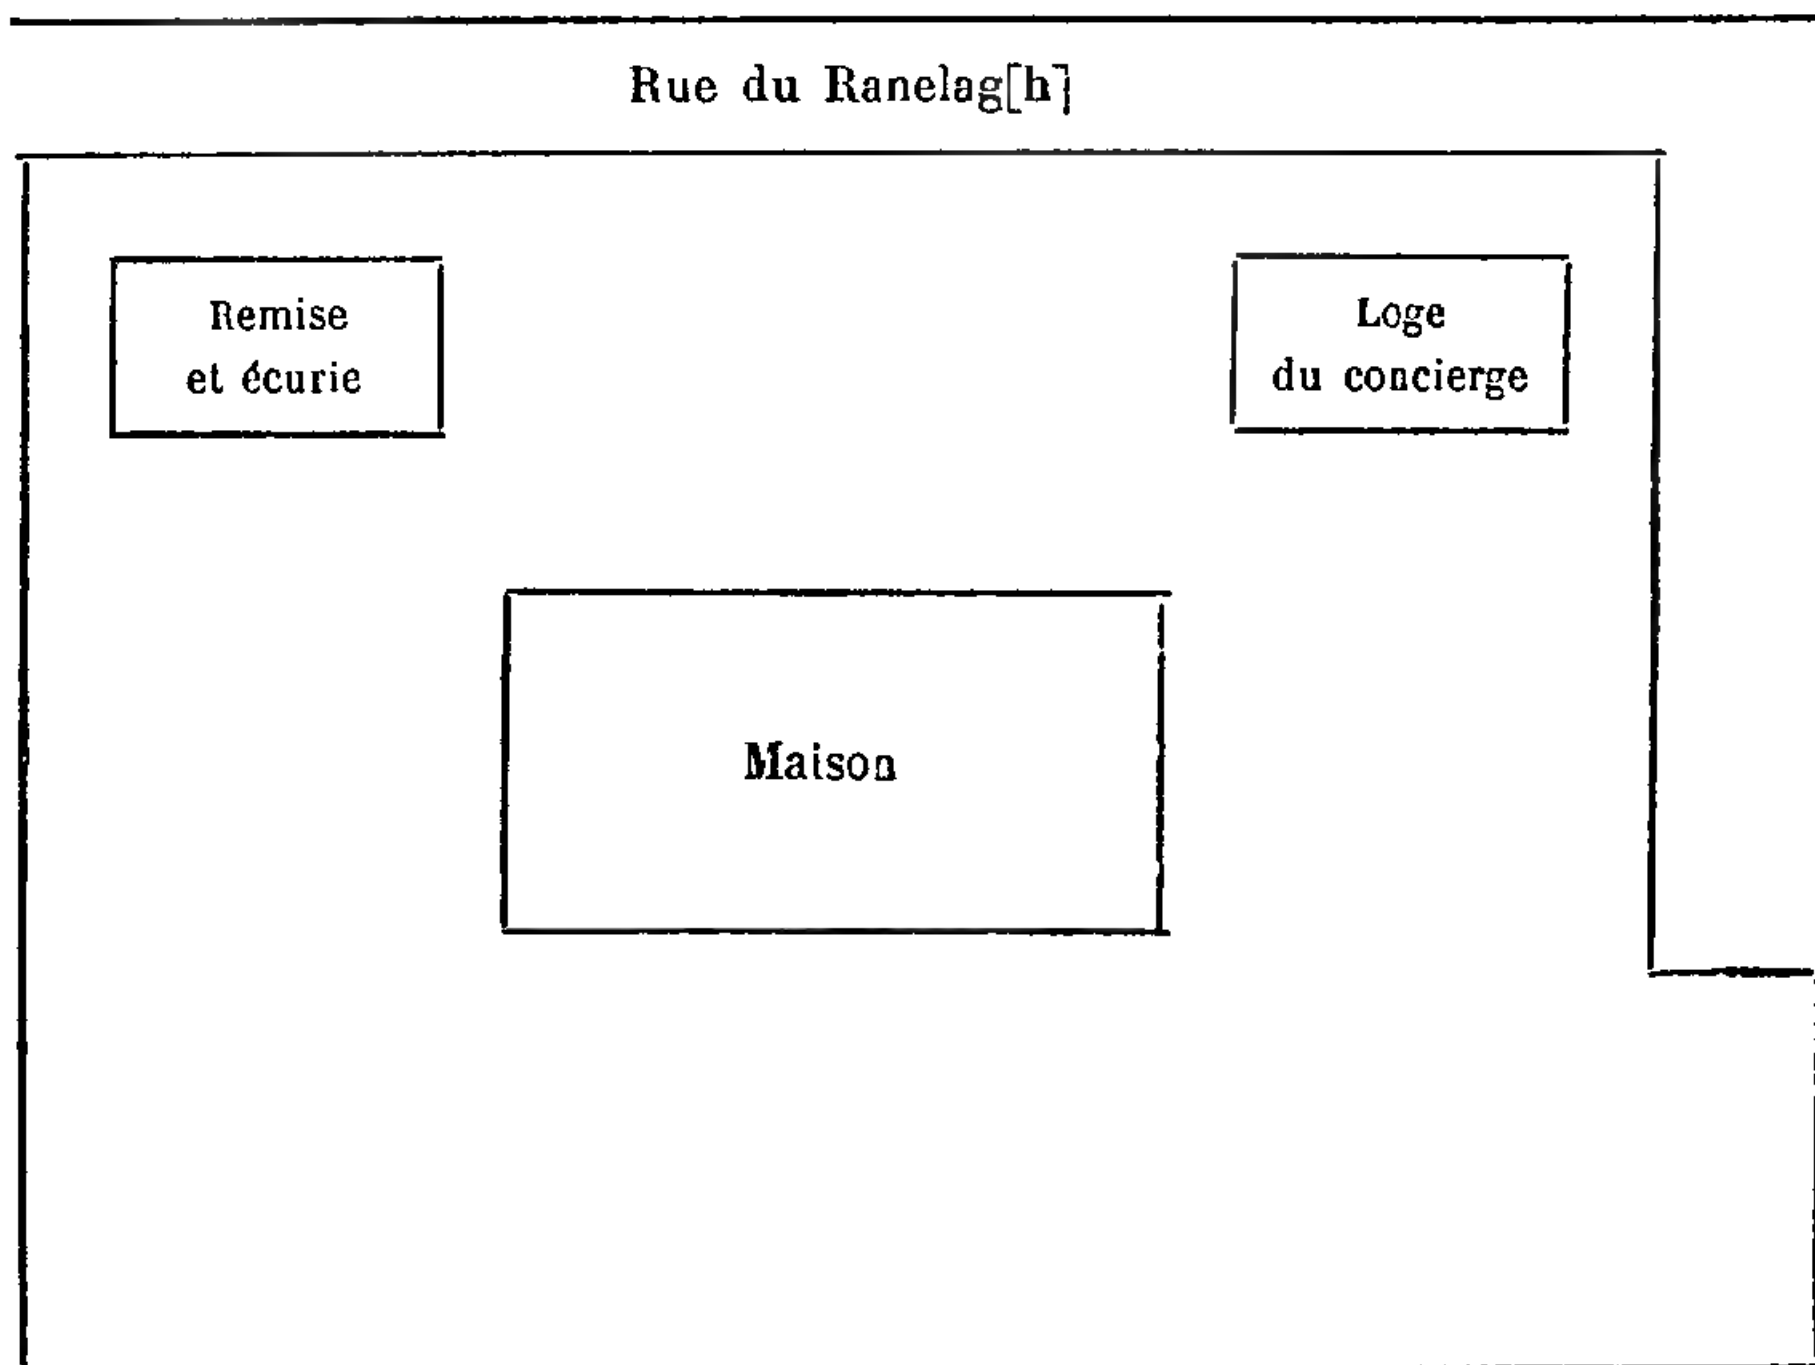 Rue du Ranelag[h]
Remise
et écurie
Loge
du concierge
Maison